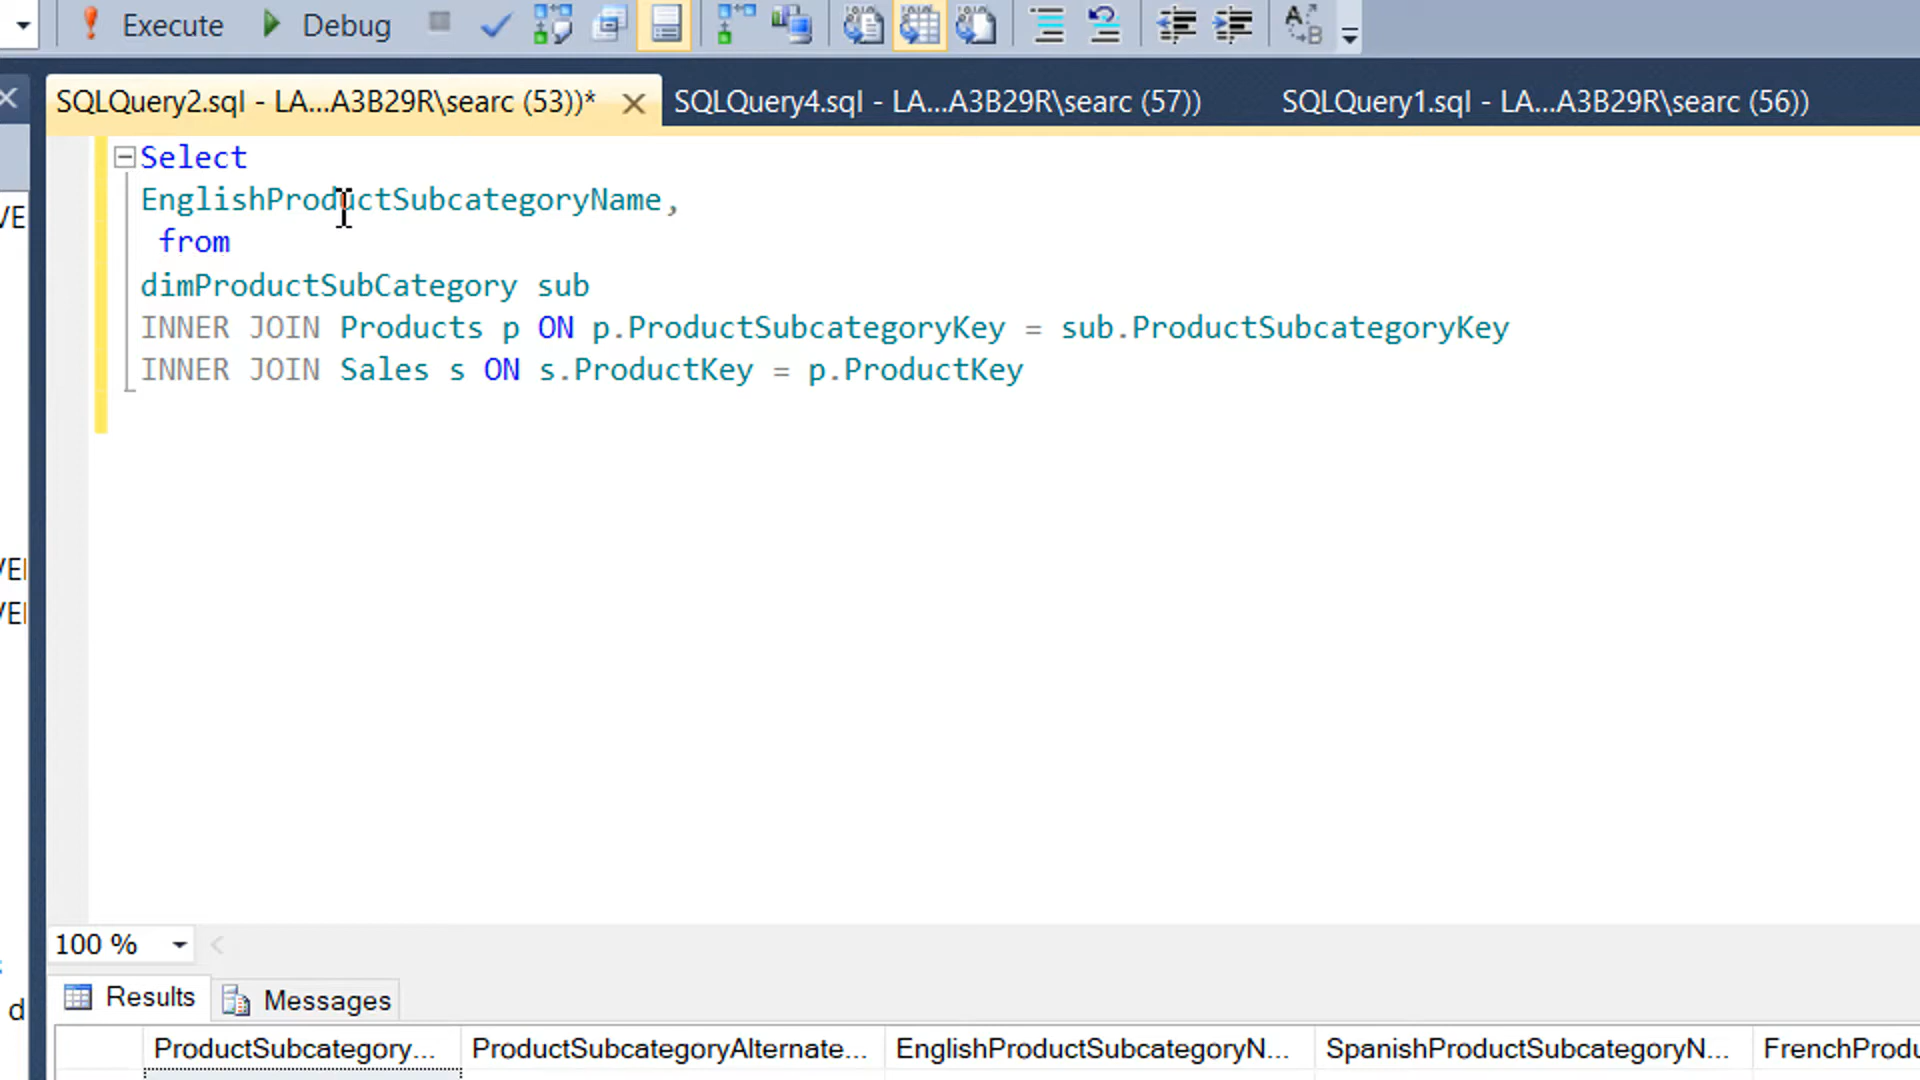 Execute Debug
SQLQuery2.sql - LA...A3B29R\searc (53))* SQLQuery4.sql - LA...A3B29R\searc (57)) SQLQuery1.sql - LA...A3B29R\searc (56))
Select
EnglishProductSubcategoryName,
from
dimProductSubCategory sub
INNER JOIN Products p ON p.ProductSubcategoryKey = sub.ProductSubcategoryKey
INNER JOIN Sales s ON s.ProductKey = p.ProductKey
100 %
Results Messages
ProductSubcategory... ProductSubcategoryAlternate... EnglishProductSubcategoryN... SpanishProductSubcategoryN... FrenchProdu